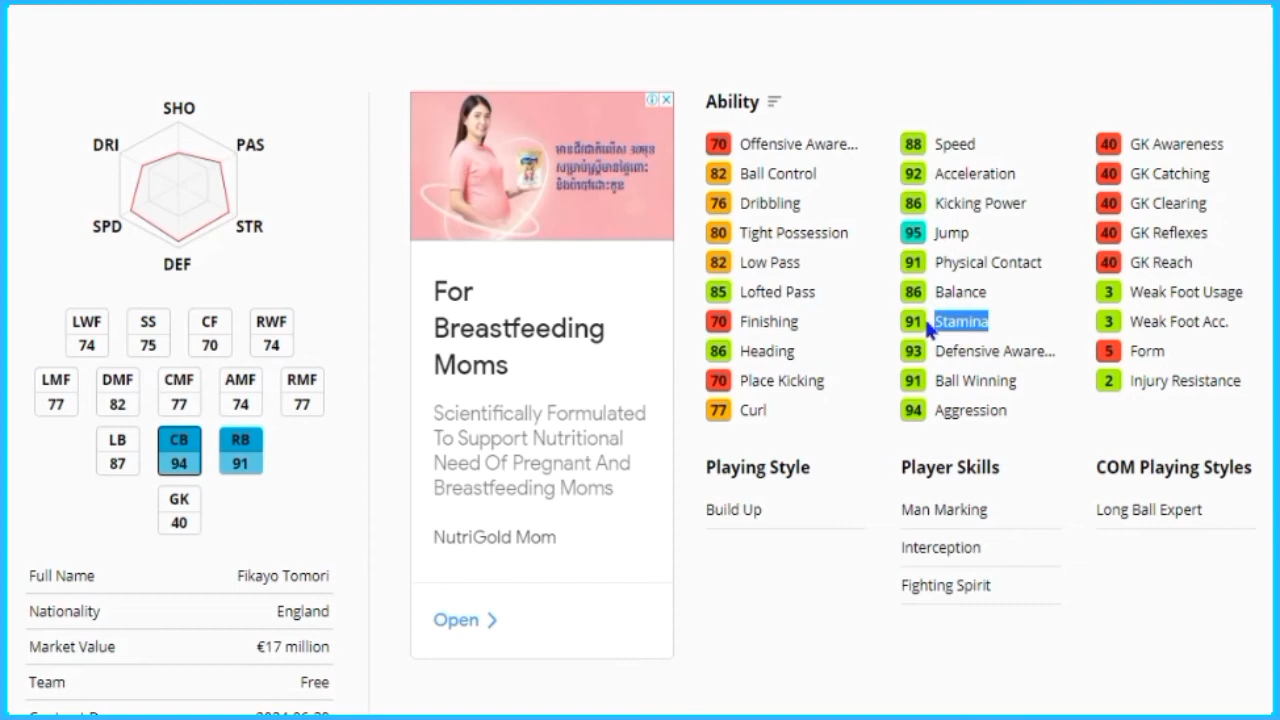 SHO
DRI
PAS
SPD
STR
DEF
LWF
74
SS
75
CF
70
RWF
74
LMF
77
DMF
82
CMF
77
AMF
74
RMF
77
LB
87
CB
94
RB
91
GK
40
Full Name Fikayo Tomori
Nationality England
Market Value €17 million
Team Free
For
Breastfeeding
Moms
Scientifically Formulated
To Support Nutritional
Need Of Pregnant And
Breastfeeding Moms
NutriGold Mom
Open
Ability
70 Offensive Aware...
82 Ball Control
76 Dribbling
80 Tight Possession
82 Low Pass
85 Lofted Pass
70 Finishing
86 Heading
70 Place Kicking
77 Curl
88 Speed
92 Acceleration
86 Kicking Power
95 Jump
91 Physical Contact
86 Balance
91 Stamina
93 Defensive Aware...
91 Ball Winning
94 Aggression
40 GK Awareness
40 GK Catching
40 GK Clearing
40 GK Reflexes
40 GK Reach
3 Weak Foot Usage
3 Weak Foot Acc.
5 Form
2 Injury Resistance
Playing Style
Build Up
Player Skills
Man Marking
Interception
Fighting Spirit
COM Playing Styles
Long Ball Expert